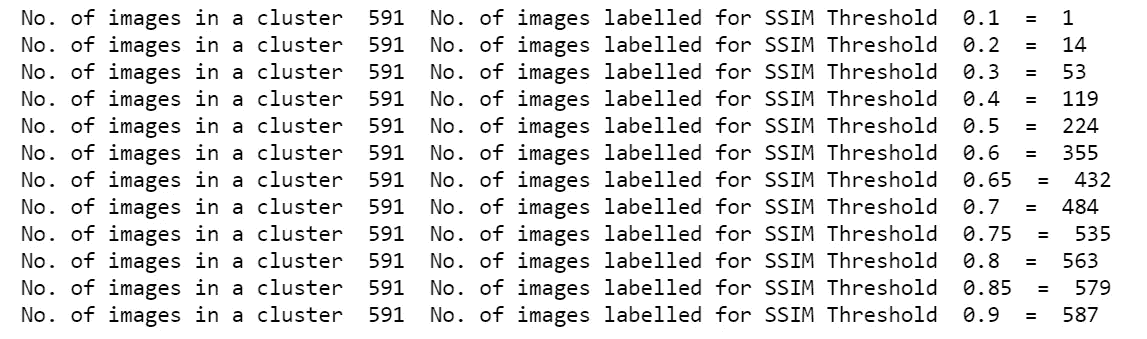 No. of images in a cluster  591  No. of images labelled for SSIM Threshold  0.1  =  1
No. of images in a cluster  591  No. of images labelled for SSIM Threshold  0.2  =  14
No. of images in a cluster  591  No. of images labelled for SSIM Threshold  0.3  =  53
No. of images in a cluster  591  No. of images labelled for SSIM Threshold  0.4  =  119
No. of images in a cluster  591  No. of images labelled for SSIM Threshold  0.5  =  224
No. of images in a cluster  591  No. of images labelled for SSIM Threshold  0.6  =  355
No. of images in a cluster  591  No. of images labelled for SSIM Threshold  0.65  =  432
No. of images in a cluster  591  No. of images labelled for SSIM Threshold  0.7  =  484
No. of images in a cluster  591  No. of images labelled for SSIM Threshold  0.75  =  535
No. of images in a cluster  591  No. of images labelled for SSIM Threshold  0.8  =  563
No. of images in a cluster  591  No. of images labelled for SSIM Threshold  0.85  =  579
No. of images in a cluster  591  No. of images labelled for SSIM Threshold  0.9  =  587